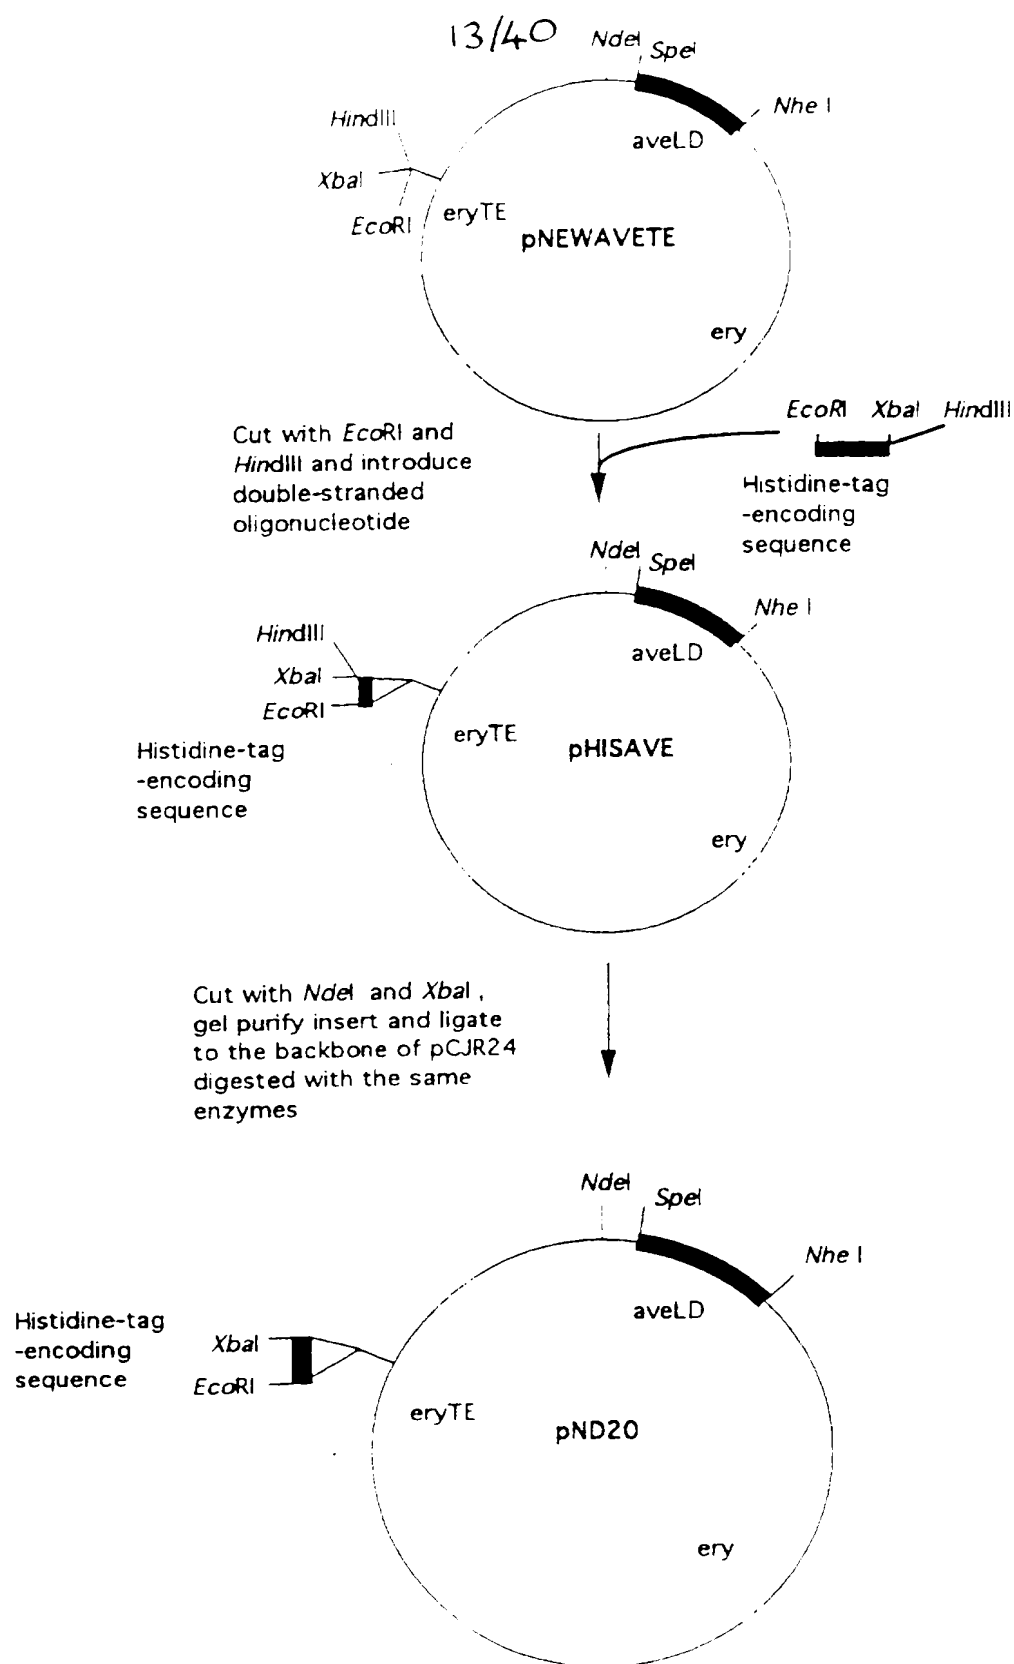 13/40
NdeI
SpeI
NheI
HindIII
aveLD
XbaI
EcoRI
eryTE
pNEWAVETE
ery
EcoRI XbaI HindIII
Cut with EcoRI and
HindIII and introduce
double-stranded
oligonucleotide
Histidine-tag
-encoding
sequence
NdeI
SpeI
NheI
HindIII
aveLD
XbaI
EcoRI
eryTE
pHISAVE
Histidine-tag
-encoding
sequence
ery
Cut with NdeI and XbaI,
gel purify insert and ligate
to the backbone of pCJR24
digested with the same
enzymes
NdeI
SpeI
NheI
Histidine-tag
-encoding
sequence
aveLD
XbaI
EcoRI
eryTE
pND20
ery